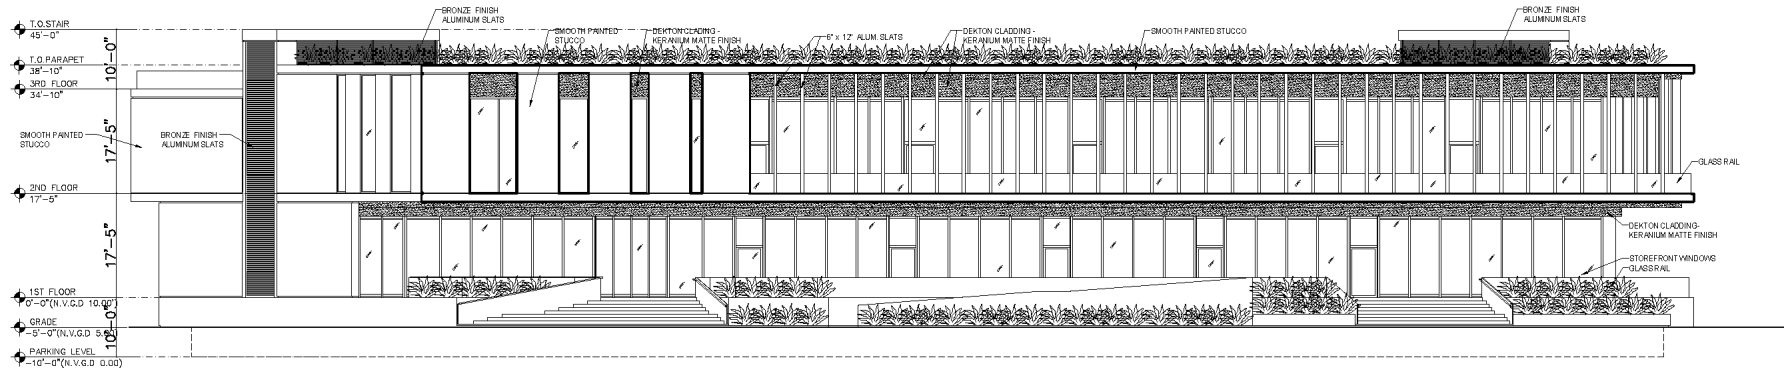 T.O.STAIR
45'-0"
T.O.PARAPET
38'-10"
3RD FLOOR
34'-10"
2ND FLOOR
17'-5"
1ST FLOOR
0'-0"(N.V.G.D 10.00')
GRADE
-5'-0"(N.V.G.D
PARKING LEVEL
-10'-0"(N.V.G.D 0.00)
10'-0"
17'-5"
17'-5"
10'-0"
SMOOTH PAINTED
STUCCO
BRONZE FINISH
ALUMINUM SLATS
BRONZE FINISH
ALUMINUM SLATS
SMOOTH PAINTED
STUCCO
DEKTON CLADING -
KERANIUM MATTE FINISH
6" x 12" ALUM. SLATS
DEKTON CLADDING -
KERANIUM MATTE FINISH
SMOOTH PAINTED STUCCO
BRONZE FINISH
ALUMINUM SLATS
GLASS RAIL
DEKTON CLADDING-
KERANIUM MATTE FINISH
STOREFRONT WINDOWS
GLASS RAIL